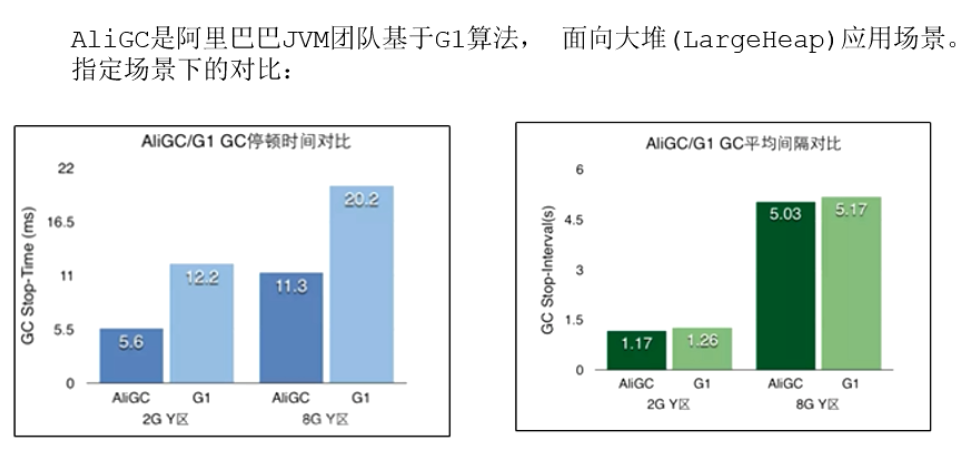 AliGC是阿里巴巴JVM团队基于G1算法， 面向大堆(LargeHeap)应用场景。
指定场景下的对比：
AliGC/G1 GC停顿时间对比
GC Stop-Time (ms)
22
16.5
11
5.5
0
5.6
12.2
11.3
20.2
AliGC
G1
AliGC
G1
2G Y区
8G Y区
AliGC/G1 GC平均间隔对比
GC Stop-Interval(s)
6
4.5
3
1.5
0
1.17
1.26
5.03
5.17
AliGC
G1
AliGC
G1
2G Y区
8G Y区